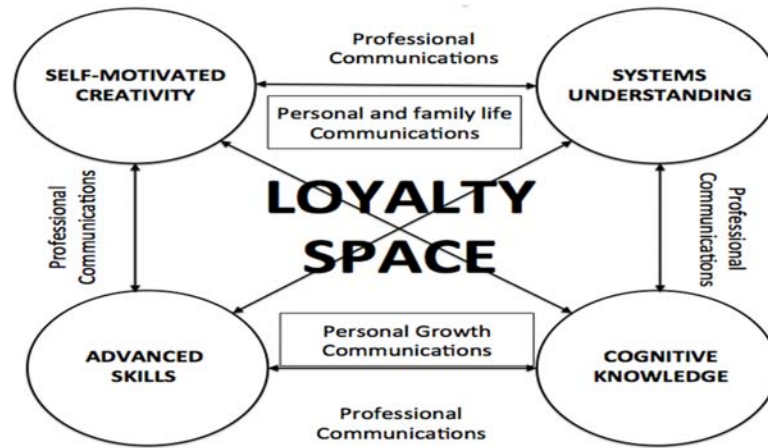 Professional
Communications
SELF-MOTIVATED
CREATIVITY
SYSTEMS
UNDERSTANDING
Personal and family life
Communications
Professional
Communications
LOYALTY
SPACE
Professional
Communications
Personal Growth
Communications
ADVANCED
SKILLS
COGNITIVE
KNOWLEDGE
Professional
Communications